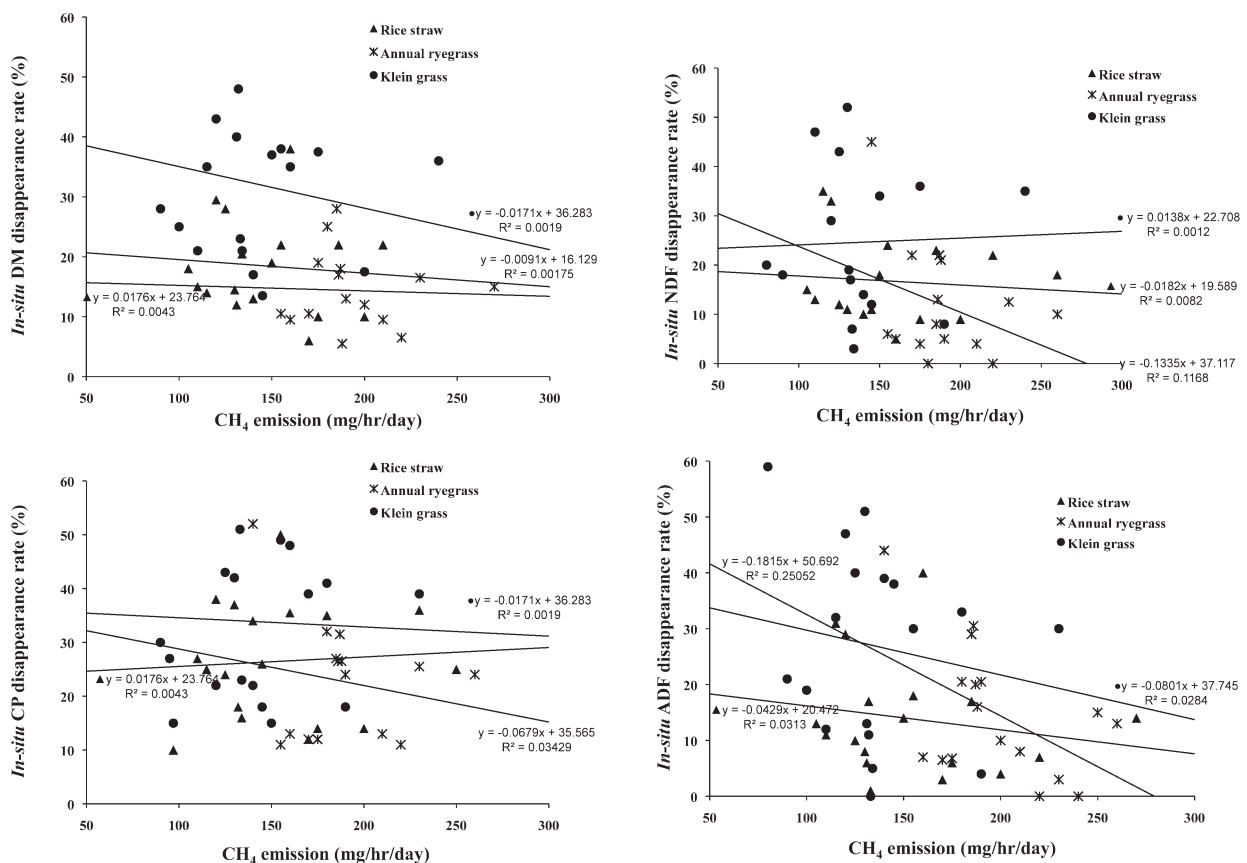 In-situ DM disappearance rate (%)
60
50
40
30
20
10
0
Rice straw
Annual ryegrass
Klein grass
y = -0.0171x + 36.283
R² = 0.0019
y = -0.0091x + 16.129
R² = 0.00175
y = 0.0176x + 23.764
R² = 0.0043
50 100 150 200 250 300
CH₄ emission (mg/hr/day)
In-situ NDF disappearance rate (%)
60
50
40
30
20
10
0
Rice straw
Annual ryegrass
Klein grass
y = 0.0138x + 22.708
R² = 0.0012
y = -0.0182x + 19.589
R² = 0.0082
y = -0.1335x + 37.117
R² = 0.1168
50 100 150 200 250 300
CH₄ emission (mg/hr/day)
In-situ CP disappearance rate (%)
60
50
40
30
20
10
0
Rice straw
Annual ryegrass
Klein grass
y = -0.0171x + 36.283
R² = 0.0019
y = 0.0176x + 23.764
R² = 0.0043
y = -0.0679x + 35.565
R² = 0.03429
50 100 150 200 250 300
CH₄ emission (mg/hr/day)
In-situ ADF disappearance rate (%)
60
50
40
30
20
10
0
Rice straw
Annual ryegrass
Klein grass
y = -0.1815x + 50.692
R² = 0.25052
y = -0.0801x + 37.745
R² = 0.0284
y = -0.0429x + 20.472
R² = 0.0313
50 100 150 200 250 300
CH₄ emission (mg/hr/day)